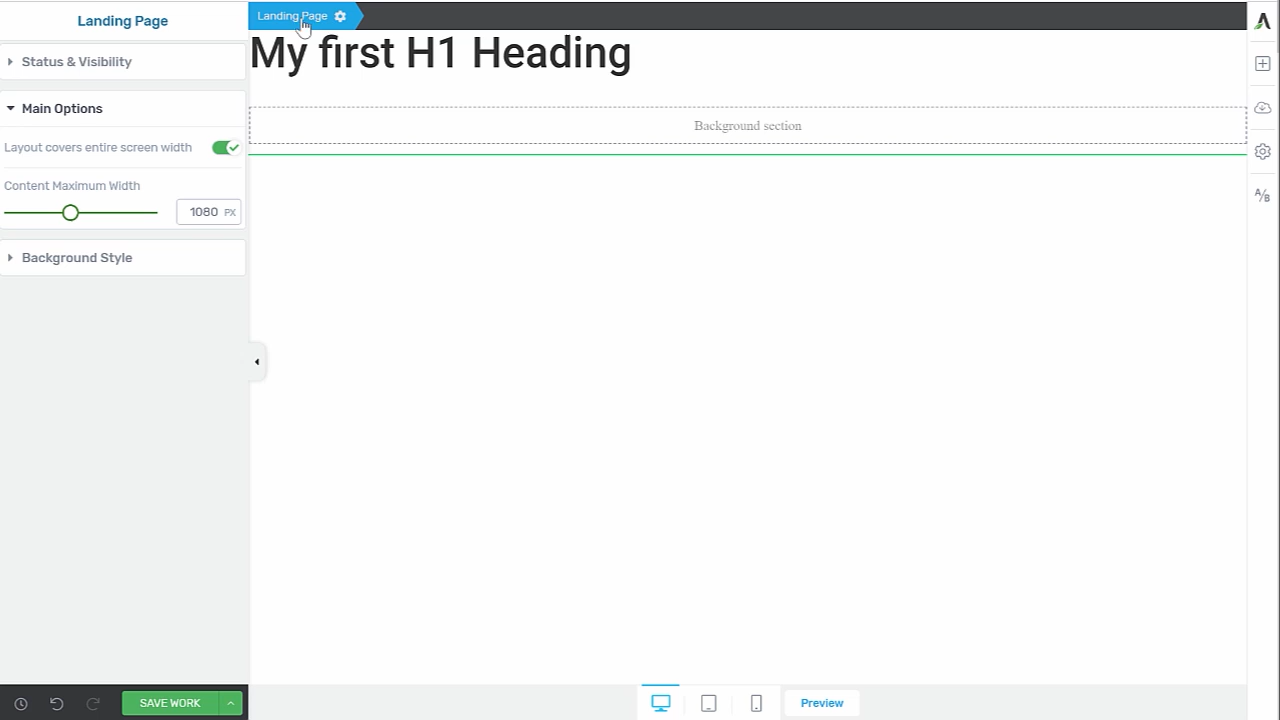 Landing Page
Status & Visibility
Main Options
Layout covers entire screen width
Content Maximum Width
1080 PX
Background Style
SAVE WORK
Landing Page
My first H1 Heading
Background section
Preview
A/B